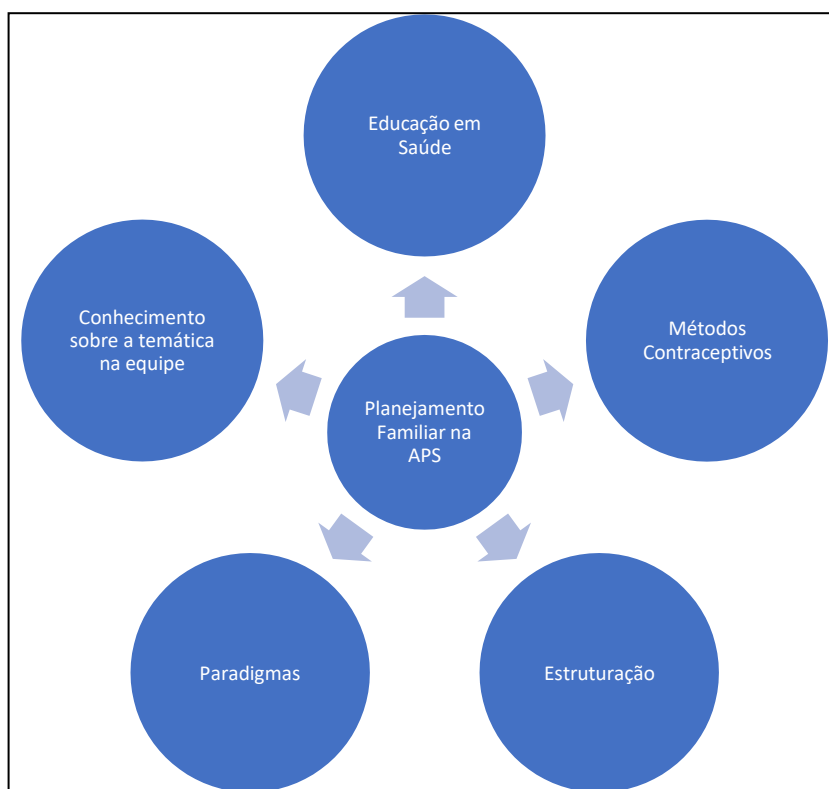 Educação em
Saúde
Conhecimento
sobre a temática
na equipe
Métodos
Contraceptivos
Planejamento
Familiar na
APS
Paradigmas
Estruturação